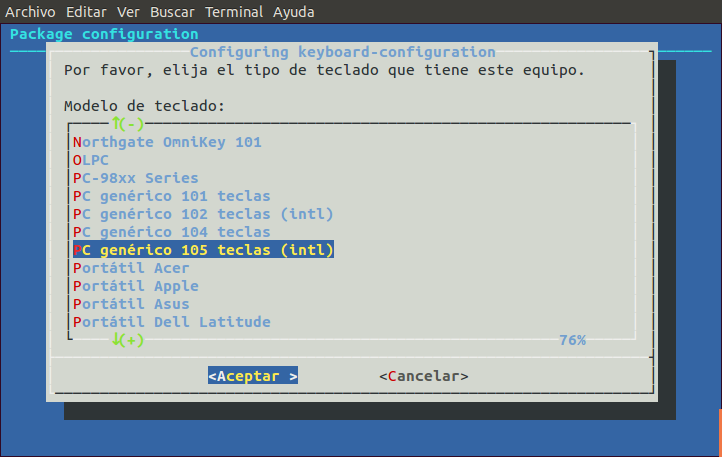 Archivo Editar Ver Buscar Terminal Ayuda
Package configuration
Configuring keyboard-configuration
Por favor, elija el tipo de teclado que tiene este equipo.
Modelo de teclado:
↑(-)
Northgate OmniKey 101
OLPC
PC-98xx Series
PC genérico 101 teclas
PC genérico 102 teclas (intl)
PC genérico 104 teclas
PC genérico 105 teclas (intl)
Portátil Acer
Portátil Apple
Portátil Asus
Portátil Dell Latitude
↓(+) 76%
<Aceptar > <Cancelar>